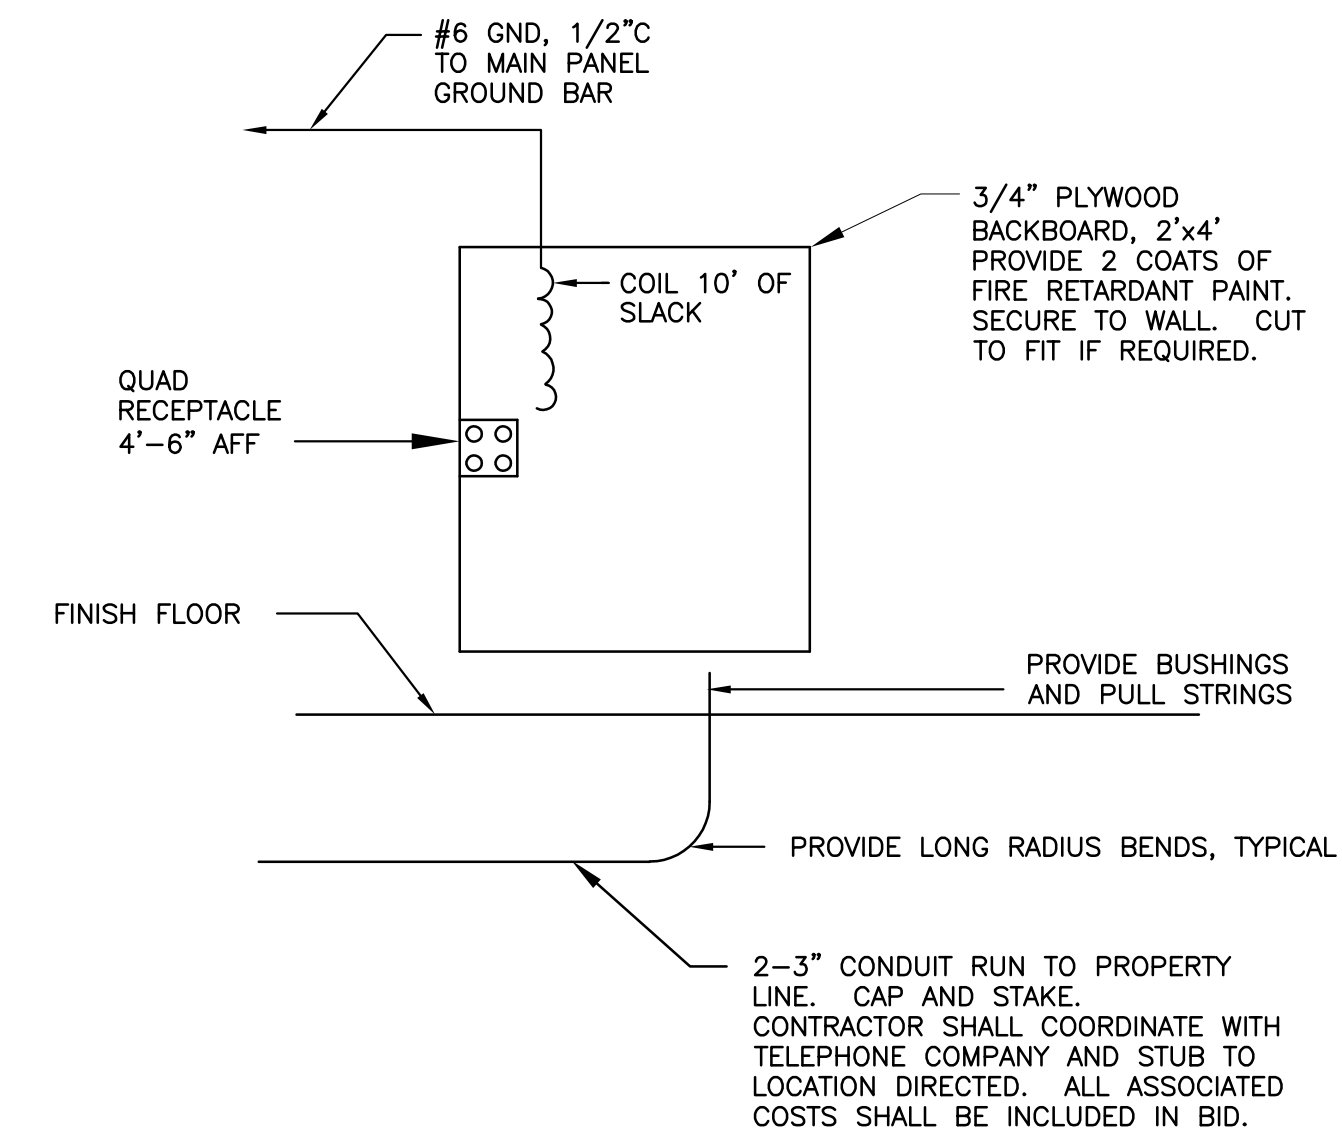 #6 GND, 1/2"C
TO MAIN PANEL
GROUND BAR
3/4" PLYWOOD
BACKBOARD, 2'x4'
PROVIDE 2 COATS OF
FIRE RETARDANT PAINT.
SECURE TO WALL. CUT
TO FIT IF REQUIRED.
COIL 10' OF
SLACK
QUAD
RECEPTACLE
4'-6" AFF
FINISH FLOOR
PROVIDE BUSHINGS
AND PULL STRINGS
PROVIDE LONG RADIUS BENDS, TYPICAL
2-3" CONDUIT RUN TO PROPERTY
LINE. CAP AND STAKE.
CONTRACTOR SHALL COORDINATE WITH
TELEPHONE COMPANY AND STUB TO
LOCATION DIRECTED. ALL ASSOCIATED
COSTS SHALL BE INCLUDED IN BID.